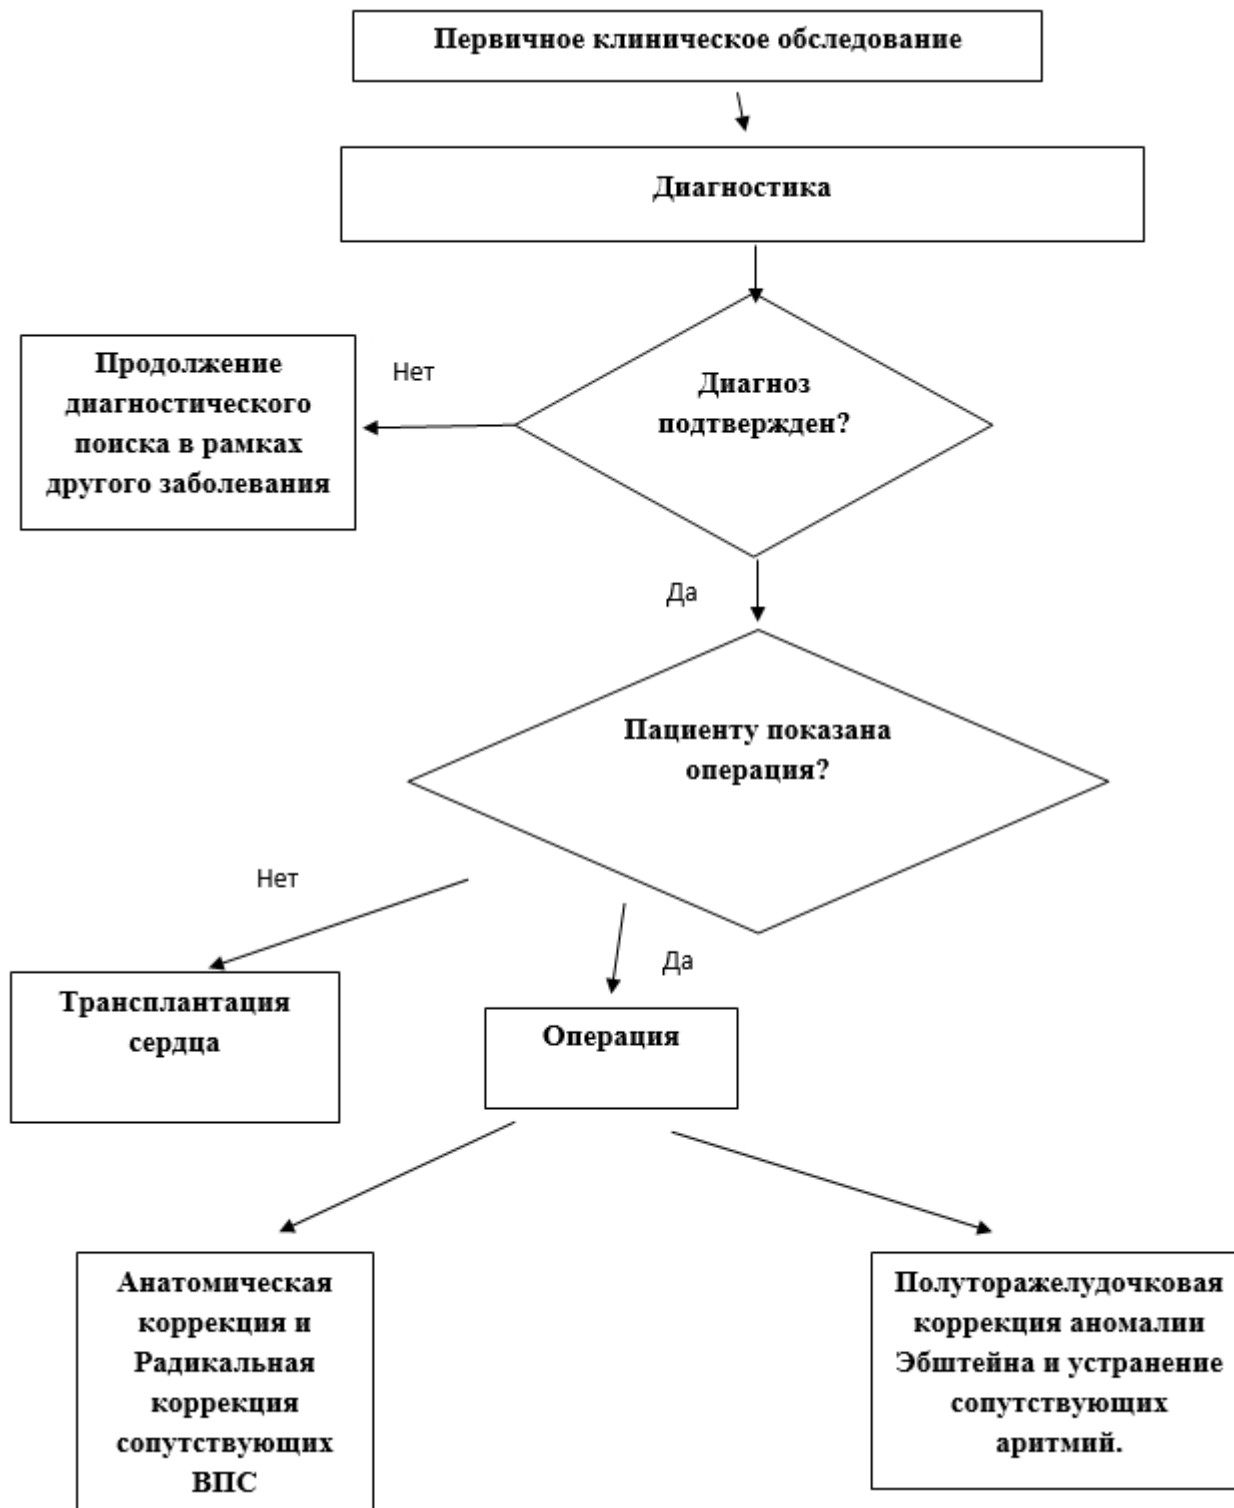 Первичное клиническое обследование
Диагностика
Диагноз
подтвержден?
Нет
Продолжение
диагностического
поиска в рамках
другого заболевания
Да
Пациенту показана
операция?
Нет
Трансплантация
сердца
Да
Операция
Анатомическая
коррекция и
Радикальная
коррекция
сопутствующих
ВПС
Полуторажелудочковая
коррекция аномалии
Эбштейна и устранение
сопутствующих
аритмий.